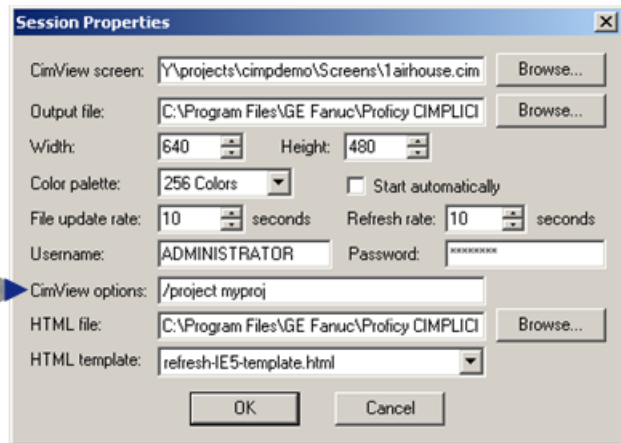 Session Properties
CimView screen: Y\projects\cimpdemo\Screens\1airhouse.cim Browse...
Output file: C:\Program Files\GE Fanuc\Proficy CIMPLICI Browse...
Width: 640 Height: 480
Color palette: 256 Colors Start automatically
File update rate: 10 seconds Refresh rate: 10 seconds
Username: ADMINISTRATOR Password: ********
CimView options: /project myproj
HTML file: C:\Program Files\GE Fanuc\Proficy CIMPLICI Browse...
HTML template: refresh-IE5-template.html
OK Cancel